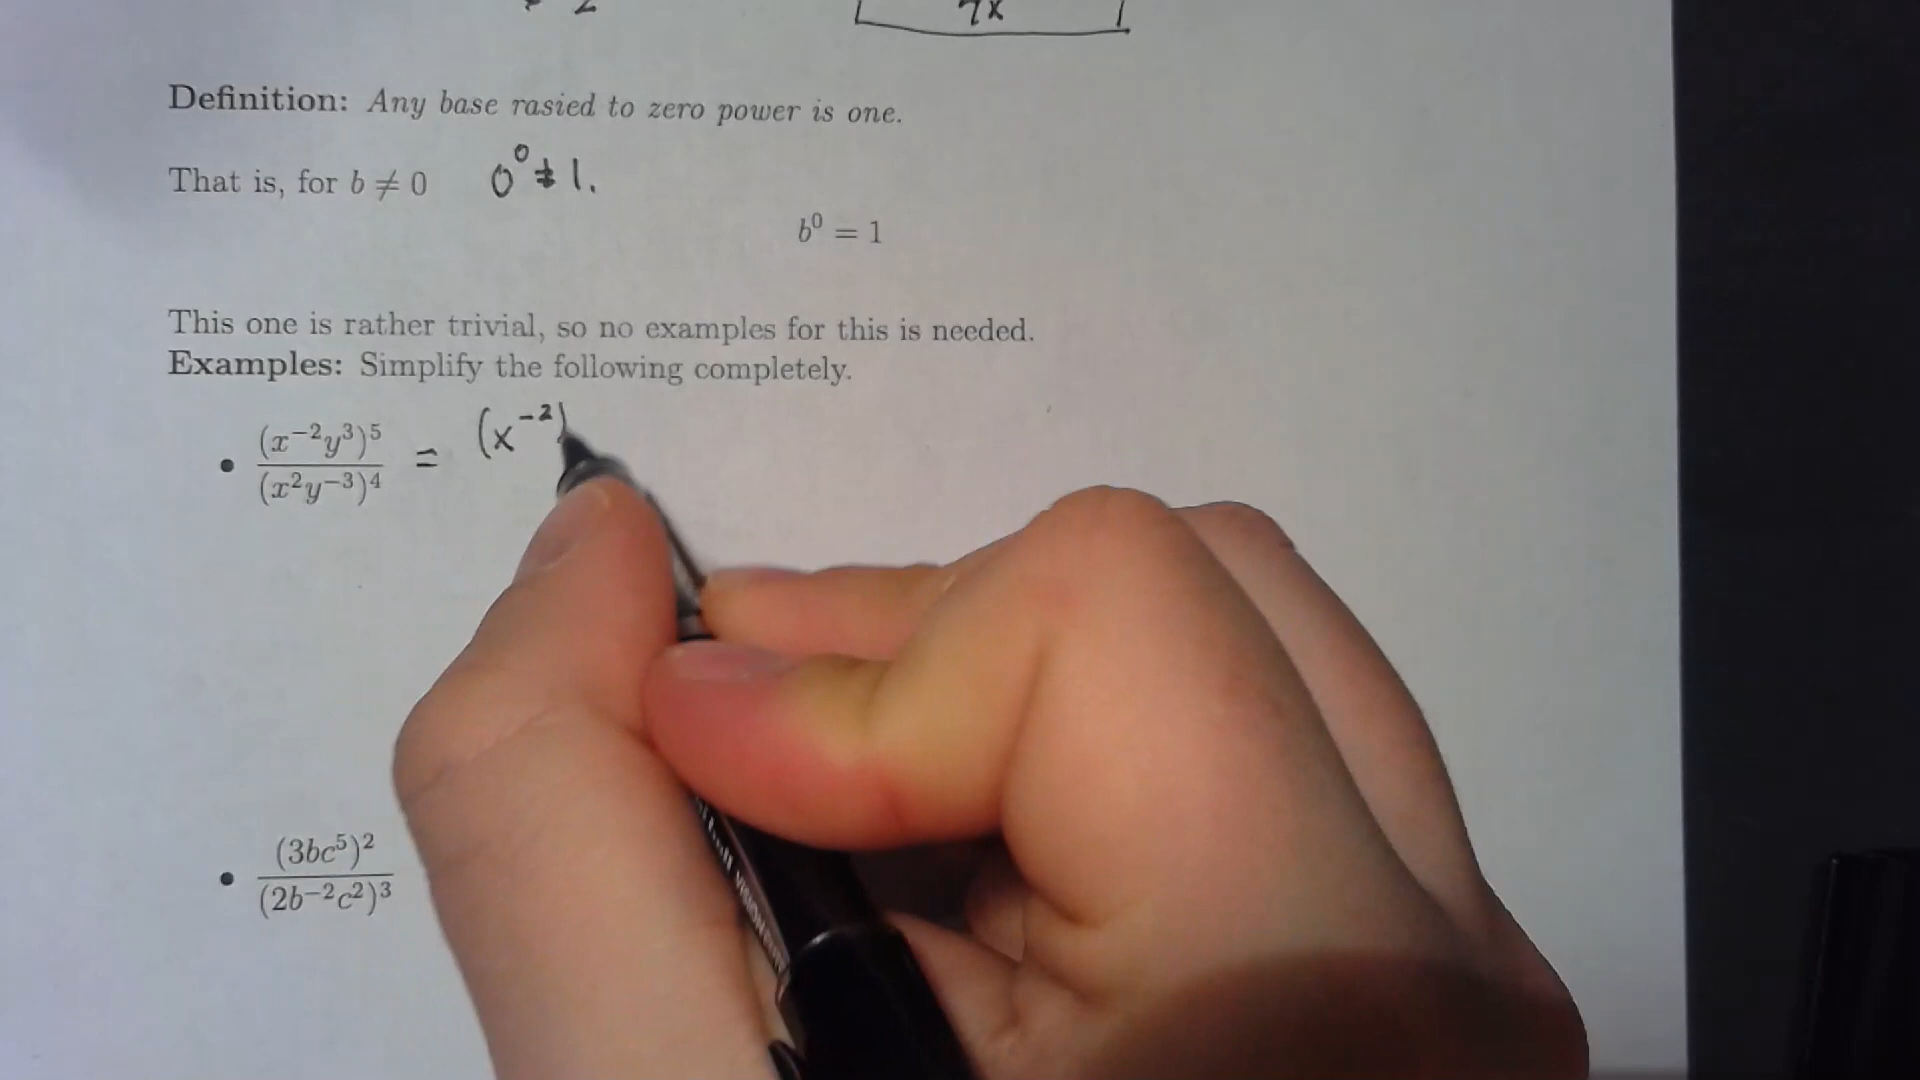 7x
Definition: Any base rasied to zero power is one.
That is, for b ≠ 0 0⁰ ≠ 1.
b⁰ = 1
This one is rather trivial, so no examples for this is needed.
Examples: Simplify the following completely.
• (x⁻²y³)⁵ / (x²y⁻³)⁴ = (x⁻²)
• (3bc⁵)² / (2b⁻²c²)³